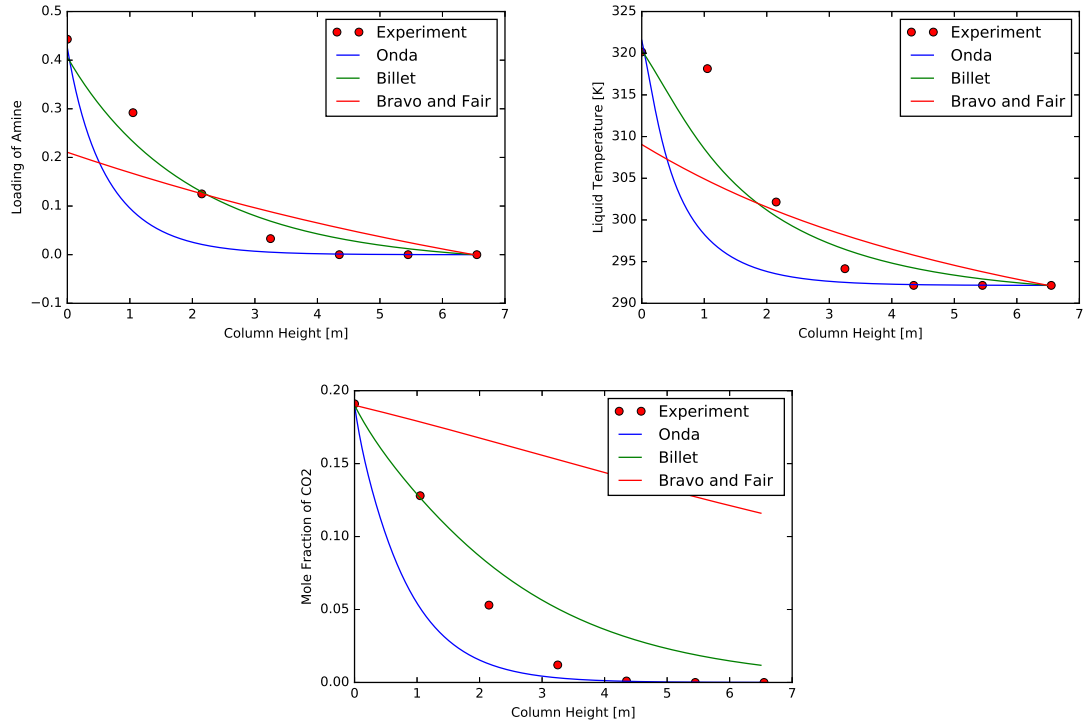 0.5
0.4
0.3
0.2
0.1
0.0
−0.1
Loading of Amine
0 1 2 3 4 5 6 7
Column Height [m]
Experiment
Onda
Billet
Bravo and Fair
325
320
315
310
305
300
295
290
Liquid Temperature [K]
0 1 2 3 4 5 6 7
Column Height [m]
Experiment
Onda
Billet
Bravo and Fair
0.20
0.15
0.10
0.05
0.00
Mole Fraction of CO2
0 1 2 3 4 5 6 7
Column Height [m]
Experiment
Onda
Billet
Bravo and Fair